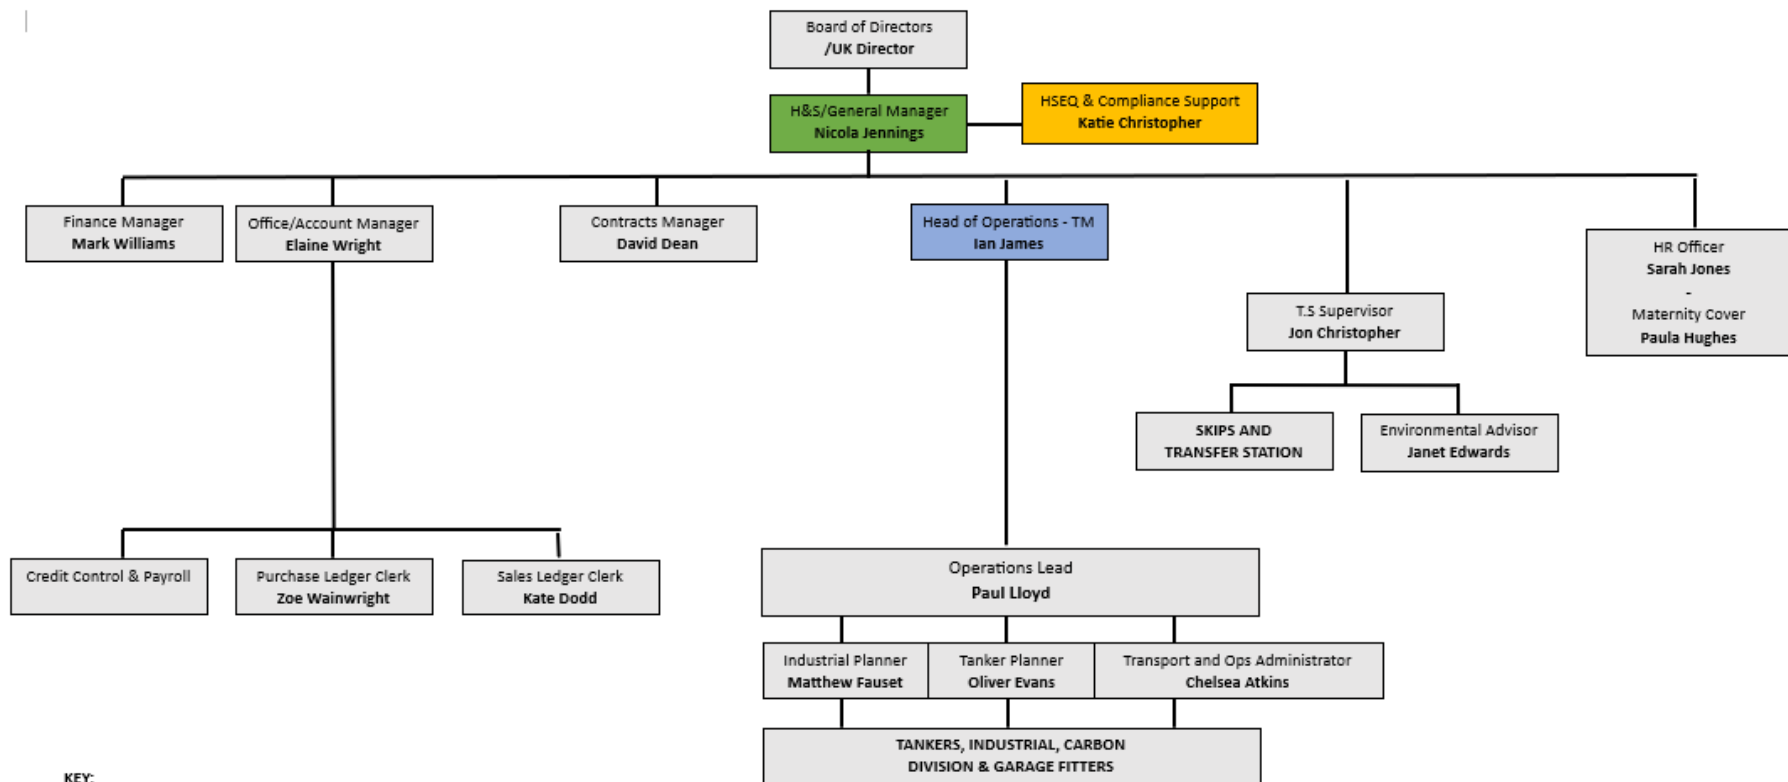 Board of Directors
/UK Director
H&S/General Manager
Nicola Jennings
HSEQ & Compliance Support
Katie Christopher
Finance Manager
Mark Williams
Office/Account Manager
Elaine Wright
Contracts Manager
David Dean
Head of Operations - TM
Ian James
HR Officer
Sarah Jones
-
Maternity Cover
Paula Hughes
T.S Supervisor
Jon Christopher
SKIPS AND
TRANSFER STATION
Environmental Advisor
Janet Edwards
Credit Control & Payroll
Purchase Ledger Clerk
Zoe Wainwright
Sales Ledger Clerk
Kate Dodd
Operations Lead
Paul Lloyd
Industrial Planner
Matthew Fauset
Tanker Planner
Oliver Evans
Transport and Ops Administrator
Chelsea Atkins
TANKERS, INDUSTRIAL, CARBON
DIVISION & GARAGE FITTERS
KEY: